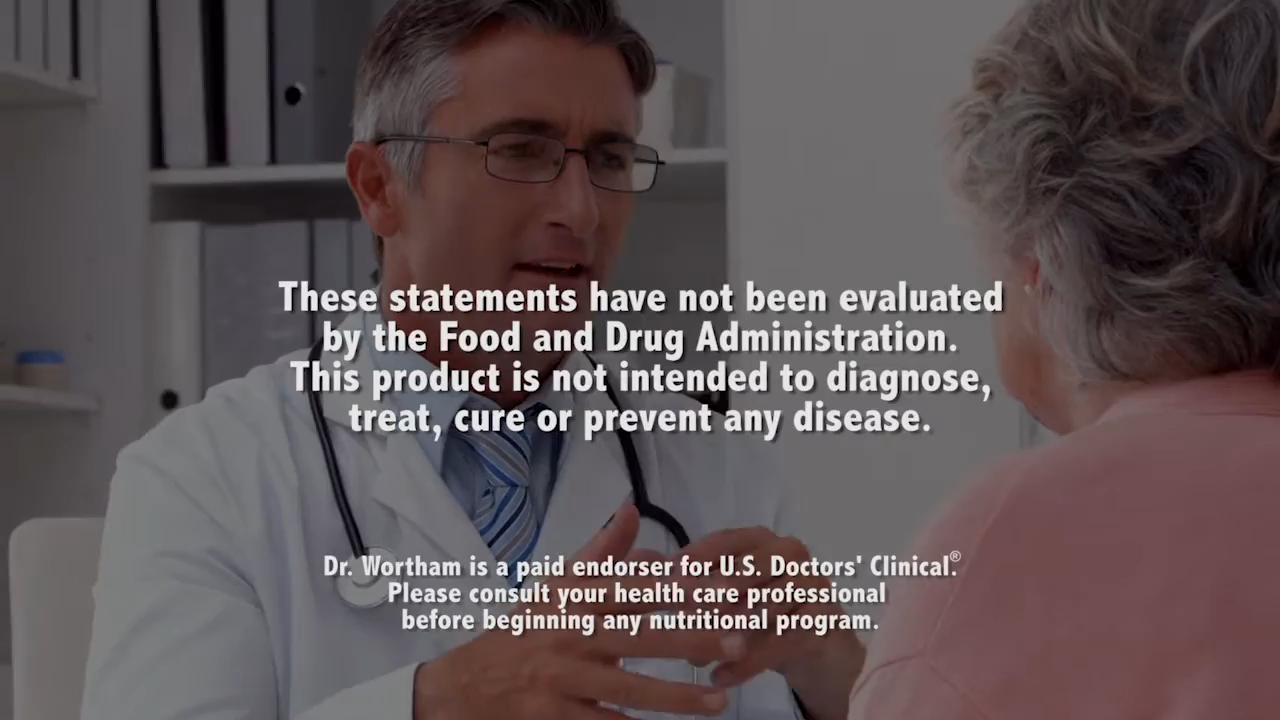 These statements have not been evaluated
by the Food and Drug Administration.
This product is not intended to diagnose,
treat, cure or prevent any disease.
Dr. Wortham is a paid endorser for U.S. Doctors' Clinical.®
Please consult your health care professional
before beginning any nutritional program.